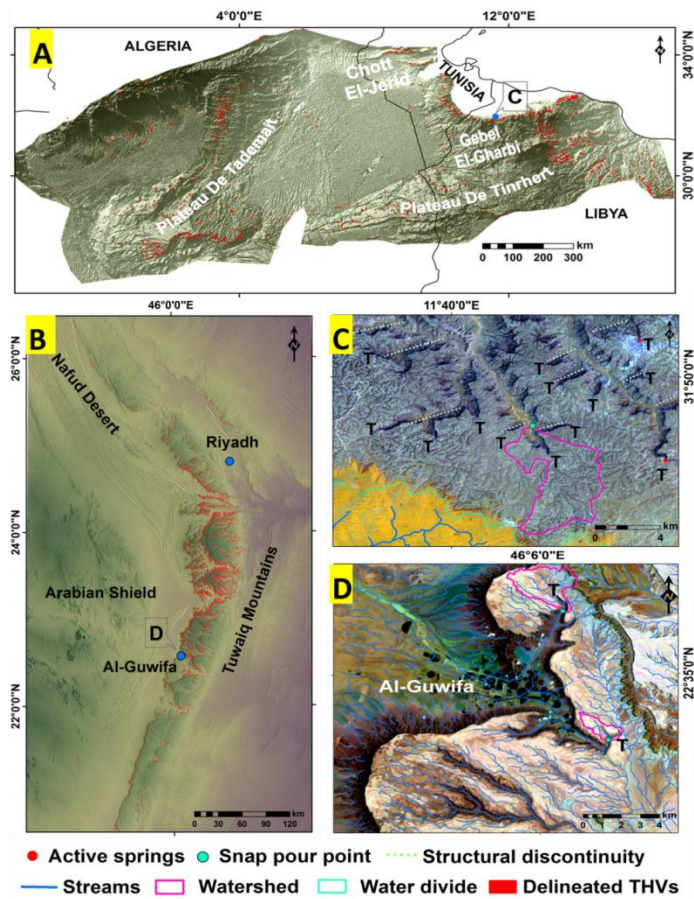 4°0'0"E 12°0'0"E
A
ALGERIA
Chott
El-Jerid
TUNISIA
C
34°0'0"N
Gebel
El-Gharbi
Plateau De Tademait
Plateau De Tinrhert
30°0'0"N
LIBYA
N
km
0 100 200 300
46°0'0"E
B
N
26°0'0"N
Nafud Desert
Riyadh
24°0'0"N
Arabian Shield
Tuwaiq Mountains
D
Al-Guwifa
22°0'0"N
km
0 30 60 120
11°40'0"E
C
N
T
T
T
T
T
T
T
T
T
T
T
31°50'0"N
km
0 4
46°6'0"E
D
N
T
Al-Guwifa
22°35'0"N
T
km
0 1 2 4
Active springs Snap pour point Structural discontinuity
Streams Watershed Water divide Delineated THVs